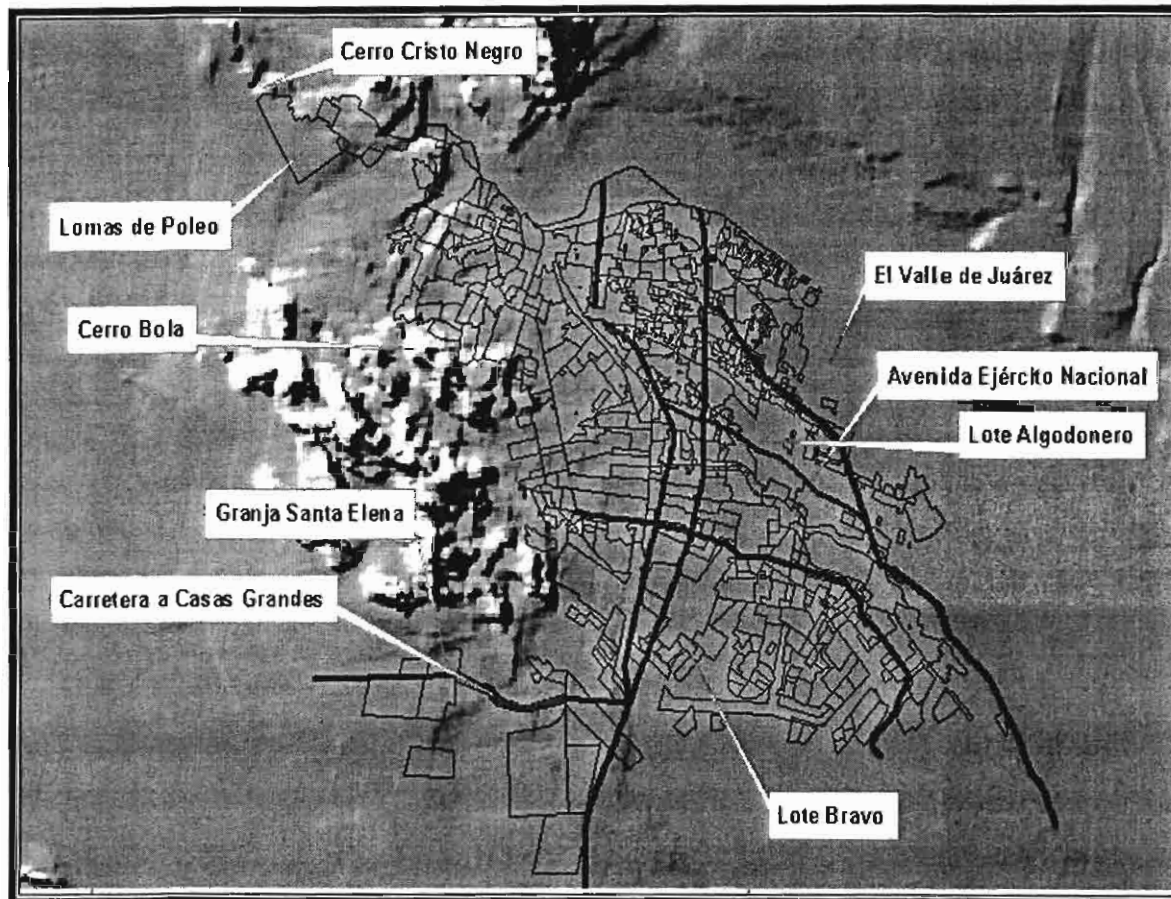 Cerro Cristo Negro
Lomas de Poleo
El Valle de Juárez
Cerro Bola
Avenida Ejército Nacional
Lote Algodonero
Granja Santa Elena
Carretera a Casas Grandes
Lote Bravo